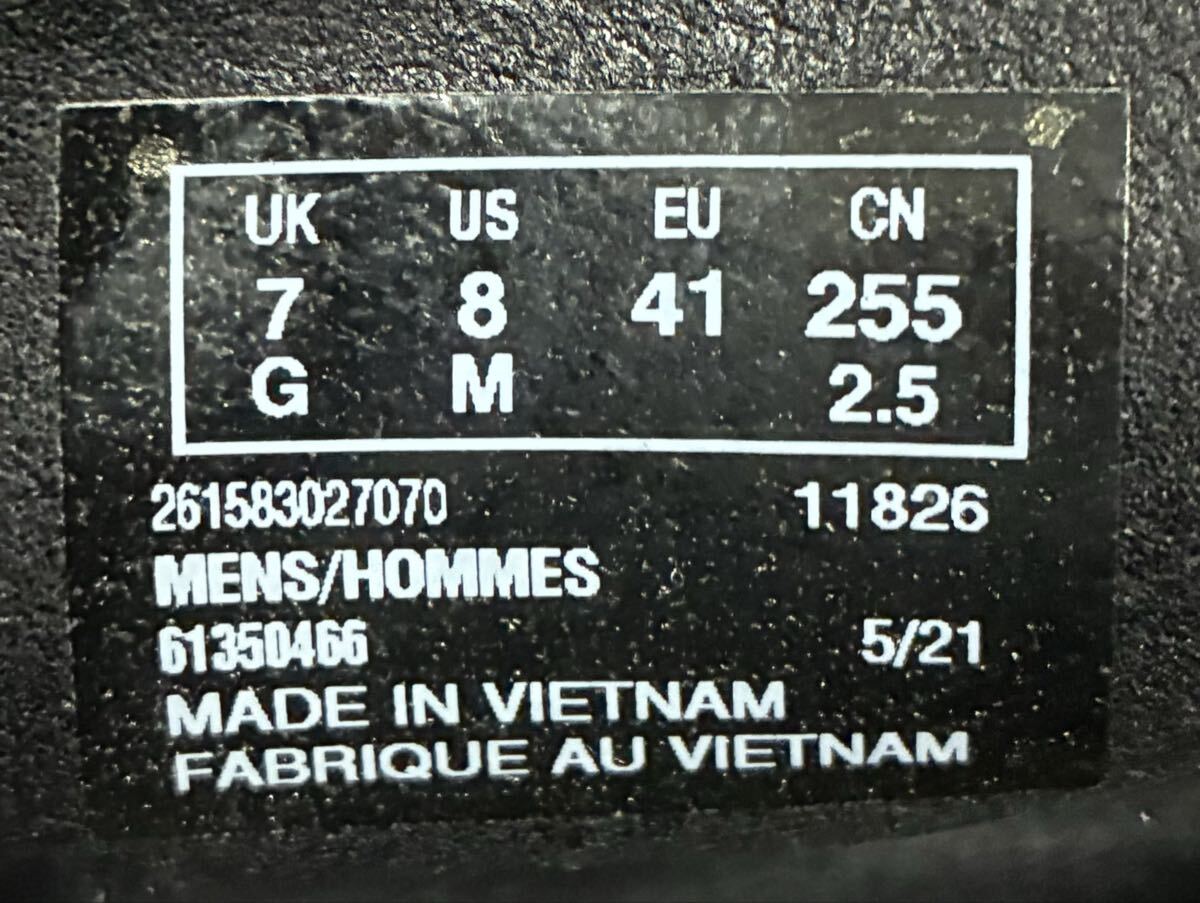 UK US EU CN
7 8 41 255
G M 2.5
261583027070 11826
MENS/HOMMES
61350466 5/21
MADE IN VIETNAM
FABRIQUE AU VIETNAM